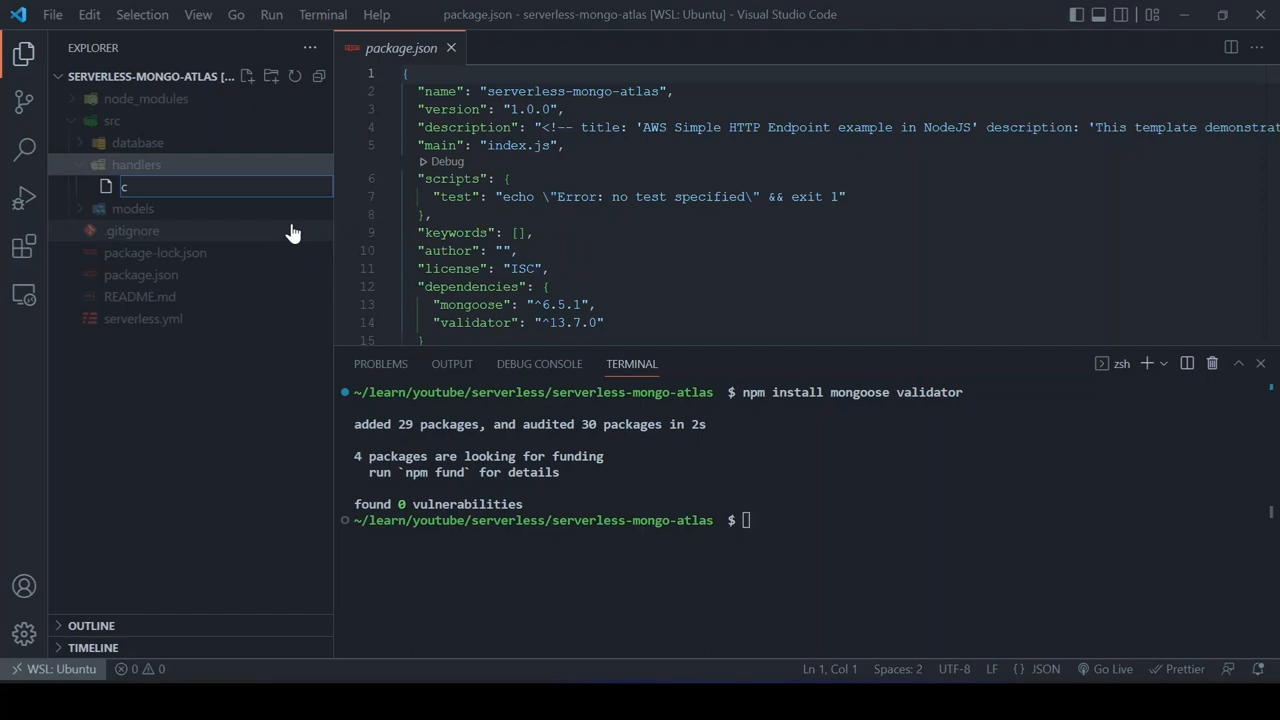 File Edit Selection View Go Run Terminal Help package.json - serverless-mongo-atlas [WSL: Ubuntu] - Visual Studio Code
EXPLORER
SERVERLESS-MONGO-ATLAS [...
node_modules
src
database
handlers
c
models
.gitignore
package-lock.json
package.json
README.md
serverless.yml
OUTLINE
TIMELINE
package.json
1 {
2 "name": "serverless-mongo-atlas",
3 "version": "1.0.0",
4 "description": "<!-- title: 'AWS Simple HTTP Endpoint example in NodeJS' description: 'This template demonstrat
5 "main": "index.js",
Debug
6 "scripts": {
7 "test": "echo \"Error: no test specified\" && exit 1"
8 },
9 "keywords": [],
10 "author": "",
11 "license": "ISC",
12 "dependencies": {
13 "mongoose": "^6.5.1",
14 "validator": "^13.7.0"
15 }
PROBLEMS OUTPUT DEBUG CONSOLE TERMINAL zsh
~/learn/youtube/serverless/serverless-mongo-atlas $ npm install mongoose validator
added 29 packages, and audited 30 packages in 2s
4 packages are looking for funding
run `npm fund` for details
found 0 vulnerabilities
~/learn/youtube/serverless/serverless-mongo-atlas $
WSL: Ubuntu 0 0 Ln 1, Col 1 Spaces: 2 UTF-8 LF {} JSON Go Live Prettier